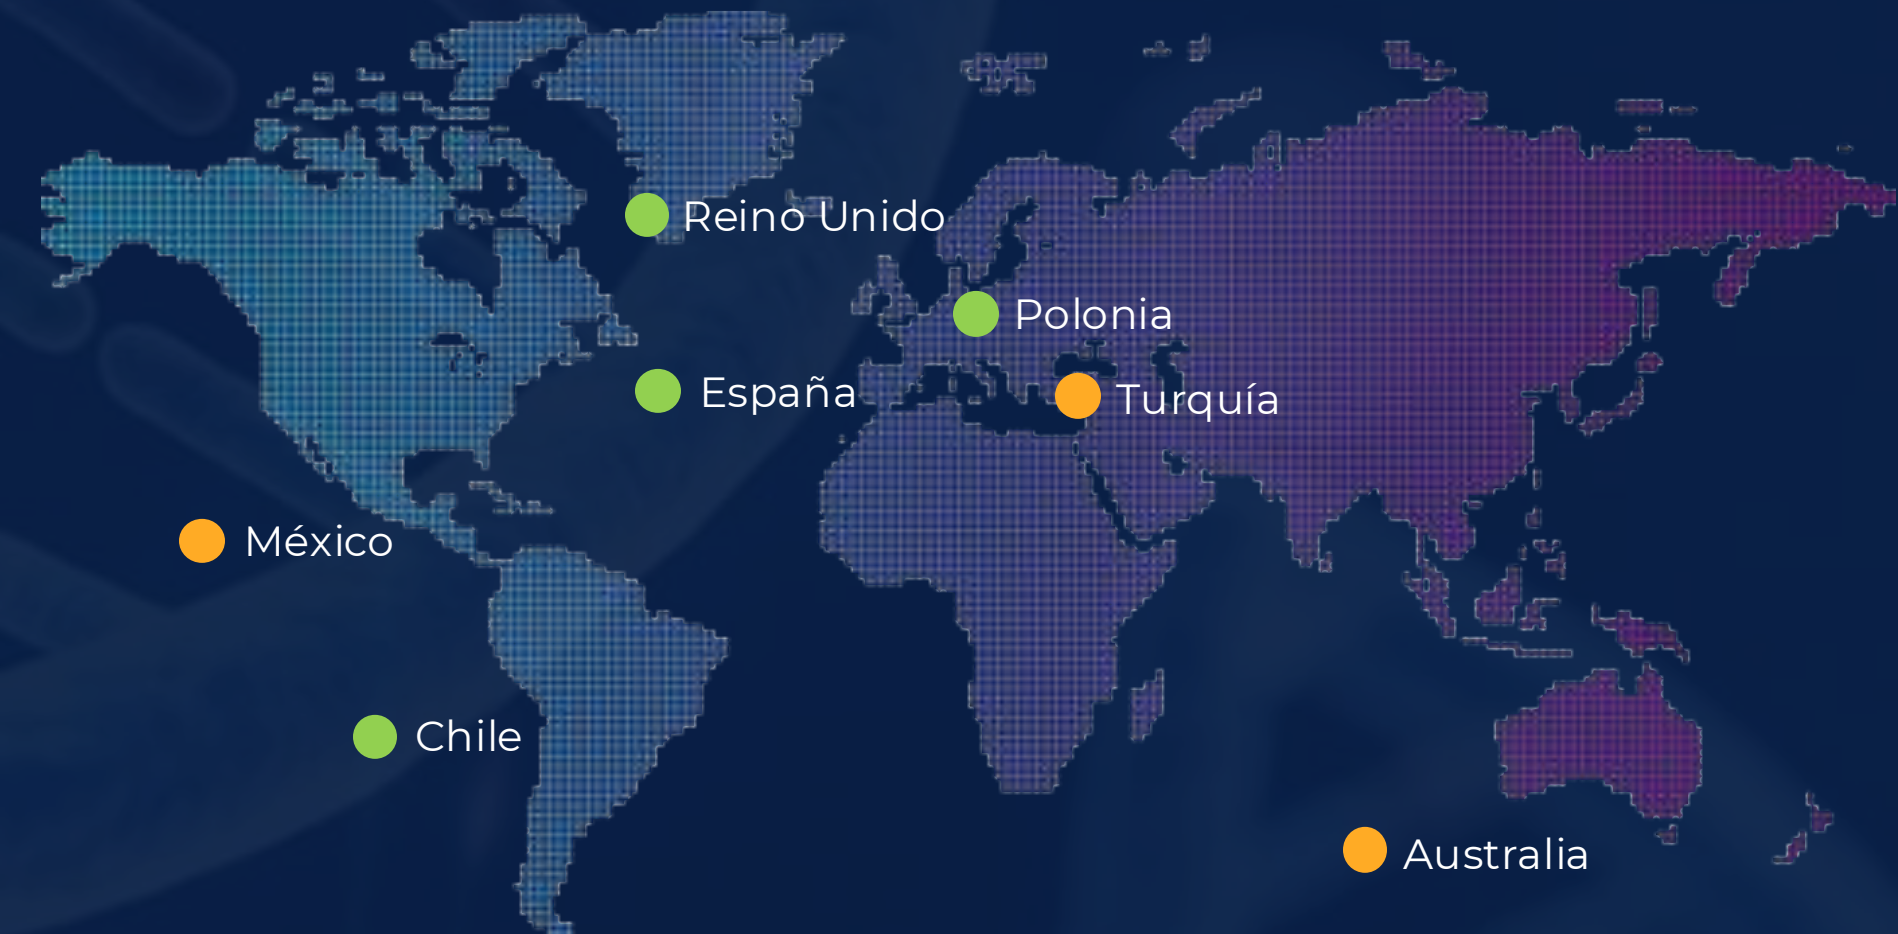 Reino Unido
Polonia
España
Turquía
México
Chile
Australia